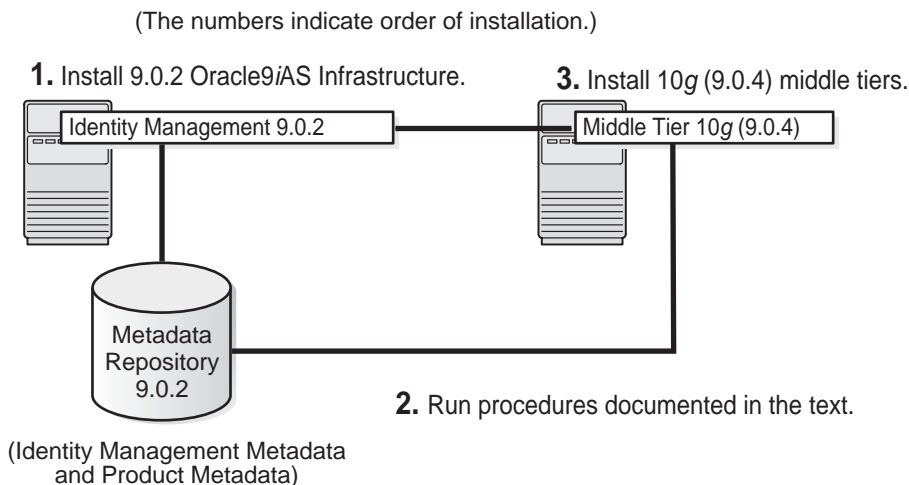 (The numbers indicate order of installation.)
1. Install 9.0.2 Oracle9iAS Infrastructure.
3. Install 10g (9.0.4) middle tiers.
Identity Management 9.0.2
Middle Tier 10g (9.0.4)
Metadata
Repository
9.0.2
2. Run procedures documented in the text.
(Identity Management Metadata
and Product Metadata)